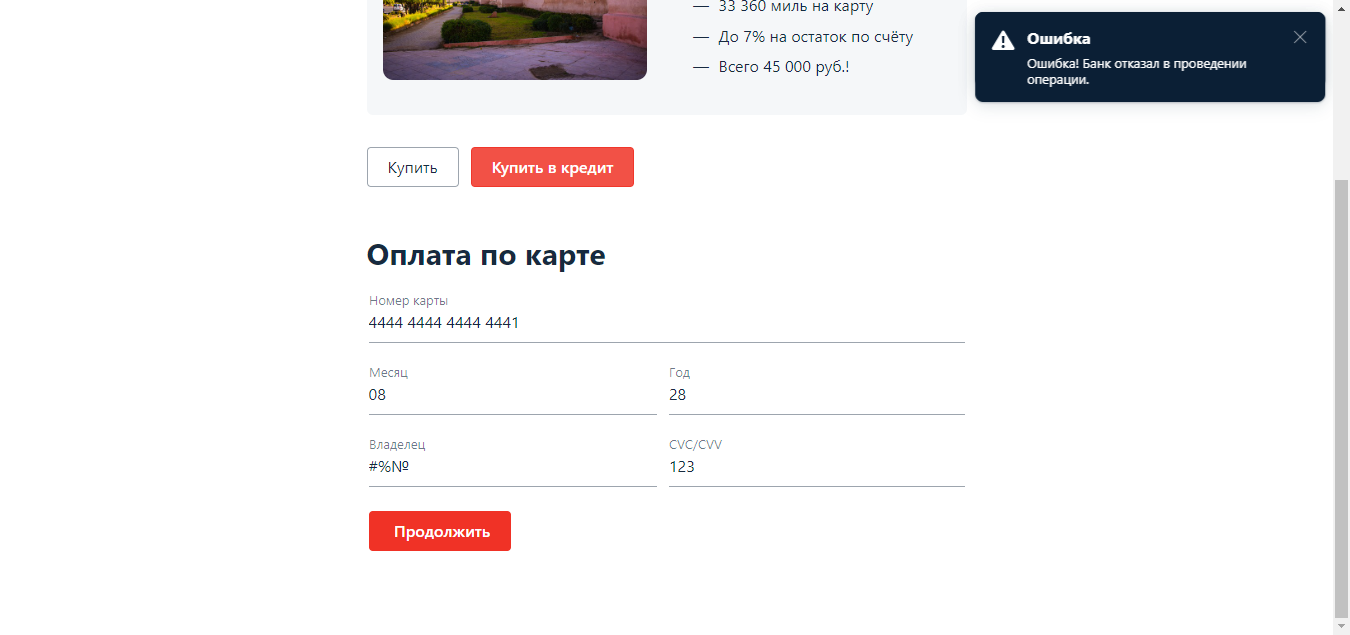 — 33 360 миль на карту
— До 7% на остаток по счёту
— Всего 45 000 руб.!
Ошибка
Ошибка! Банк отказал в проведении
операции.
Купить
Купить в кредит
Оплата по карте
Номер карты
4444 4444 4444 4441
Месяц
08
Год
28
Владелец
#%№
CVC/CVV
123
Продолжить